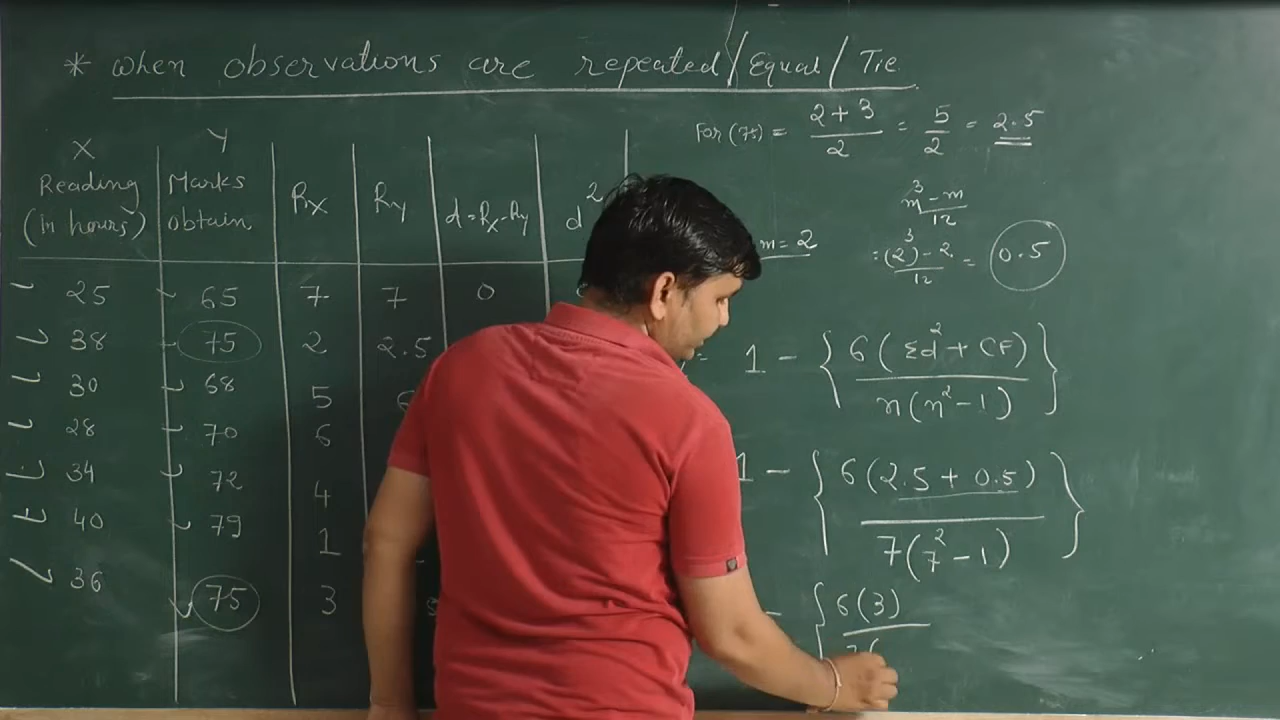 * When observations are repeated/Equal/Tie.
For (75) = 2+3/2 = 5/2 = 2.5
X Reading (In hours) | Y Marks obtain | Rx | Ry | d=Rx-Ry | d²
m³-m/12
m=2
=(2)³-2/12 = 0.5
25 65 7 7 0
38 75 2 2.5
30 68 5 6
28 70 6
34 72 4
40 79 1
36 75 3
= 1 - { 6(Σd²+CF)/n(n²-1) }
1 - { 6(2.5+0.5)/7(7²-1) }
- { 6(3)/7(